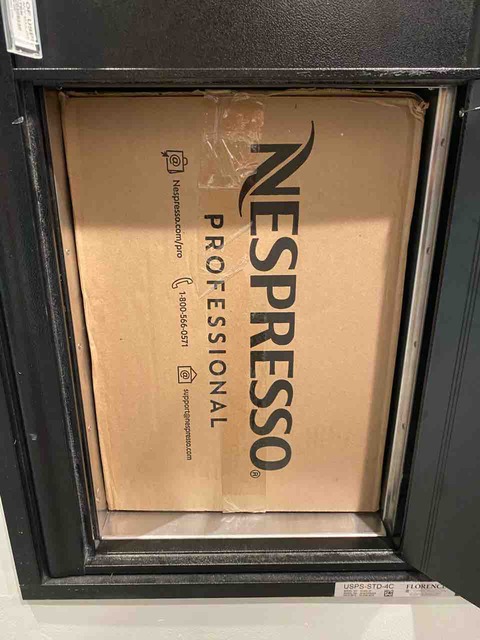 NESPRESSO®
PROFESSIONAL
Nespresso.com/pro
1-800-566-0571
support@nespresso.com
USPS-STD-4C
FLORENCE